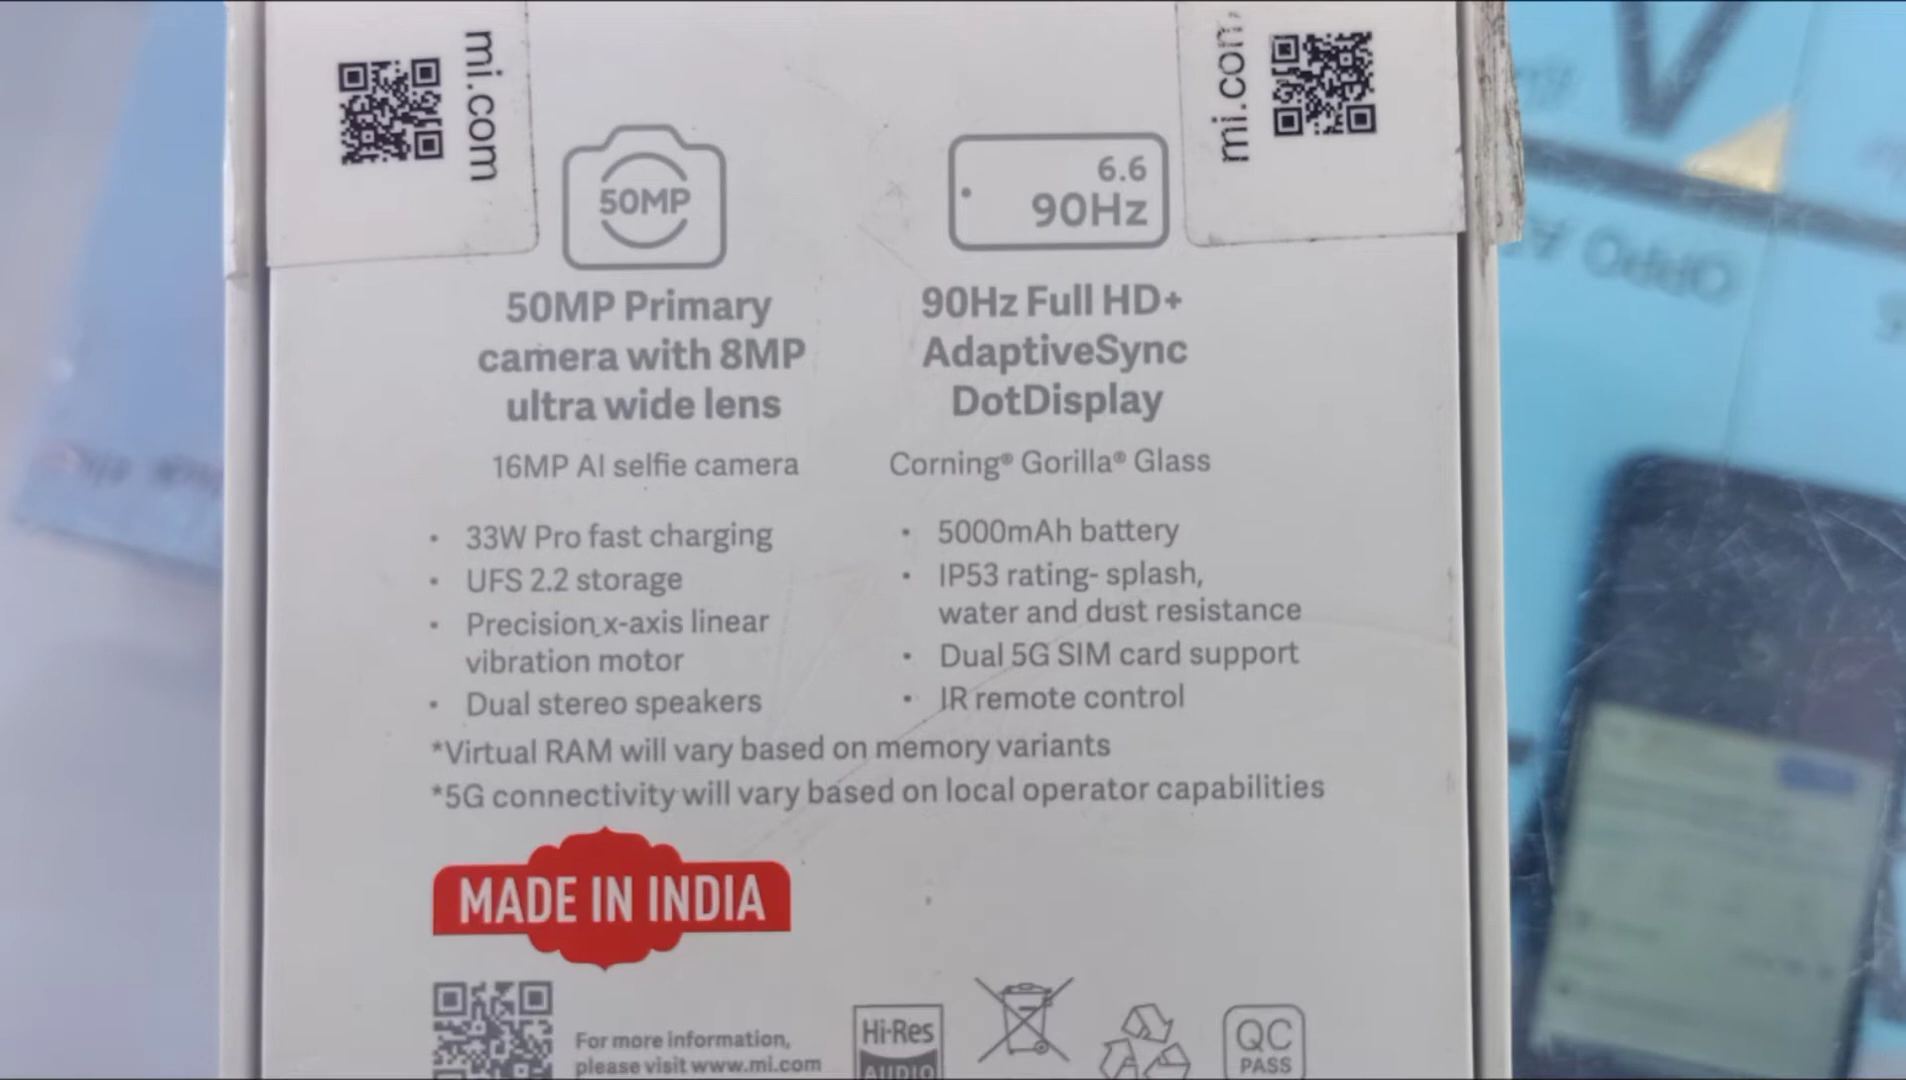 mi.com
mi.com
50MP
6.6
90Hz
50MP Primary
camera with 8MP
ultra wide lens
16MP AI selfie camera
90Hz Full HD+
AdaptiveSync
DotDisplay
Corning® Gorilla® Glass
• 33W Pro fast charging
• UFS 2.2 storage
• Precision x-axis linear
vibration motor
• Dual stereo speakers
• 5000mAh battery
• IP53 rating- splash,
water and dust resistance
• Dual 5G SIM card support
• IR remote control
*Virtual RAM will vary based on memory variants
*5G connectivity will vary based on local operator capabilities
MADE IN INDIA
For more information,
please visit www.mi.com
Hi-Res
AUDIO
QC
PASS
OPPO A